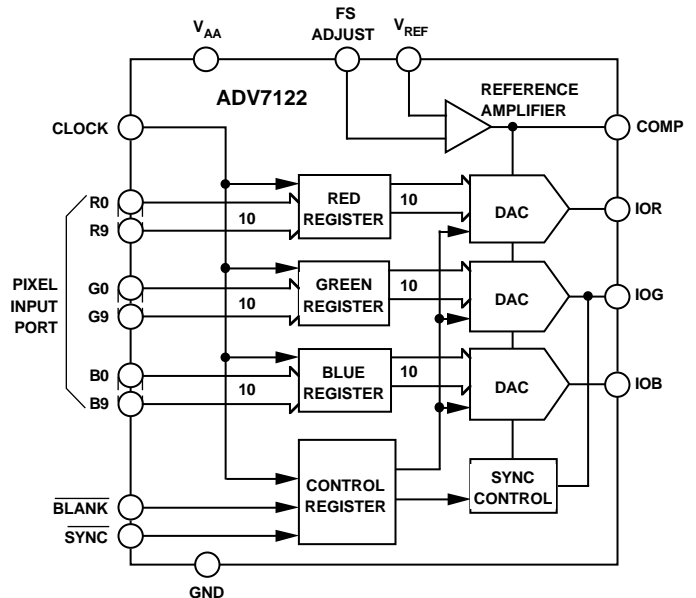 V_AA
FS
ADJUST
V_REF
ADV7122
REFERENCE
AMPLIFIER
CLOCK
COMP
R0
R9
10
RED
REGISTER
10
DAC
IOR
PIXEL
INPUT
PORT
G0
G9
10
GREEN
REGISTER
10
DAC
IOG
B0
B9
10
BLUE
REGISTER
10
DAC
IOB
BLANK
SYNC
CONTROL
REGISTER
SYNC
CONTROL
GND